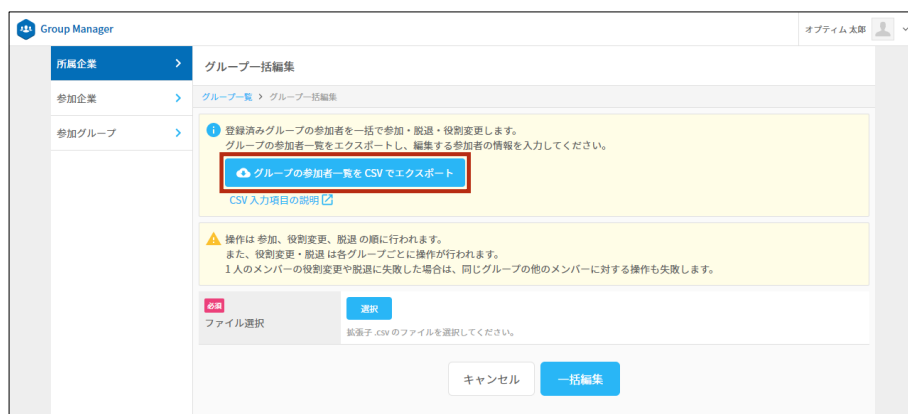 Group Manager
オプティム 太郎
所属企業
参加企業
参加グループ
グループ一括編集
グループ一覧 > グループ一括編集
登録済みグループの参加者を一括で参加・脱退・役割変更します。
グループの参加者一覧をエクスポートし、編集する参加者の情報を入力してください。
グループの参加者一覧を CSV でエクスポート
CSV 入力項目の説明
操作は 参加、役割変更、脱退 の順に行われます。
また、役割変更・脱退 は各グループごとに操作が行われます。
1 人のメンバーの役割変更や脱退に失敗した場合は、同じグループの他のメンバーに対する操作も失敗します。
必須
ファイル選択
選択
拡張子 .csv のファイルを選択してください。
キャンセル
一括編集